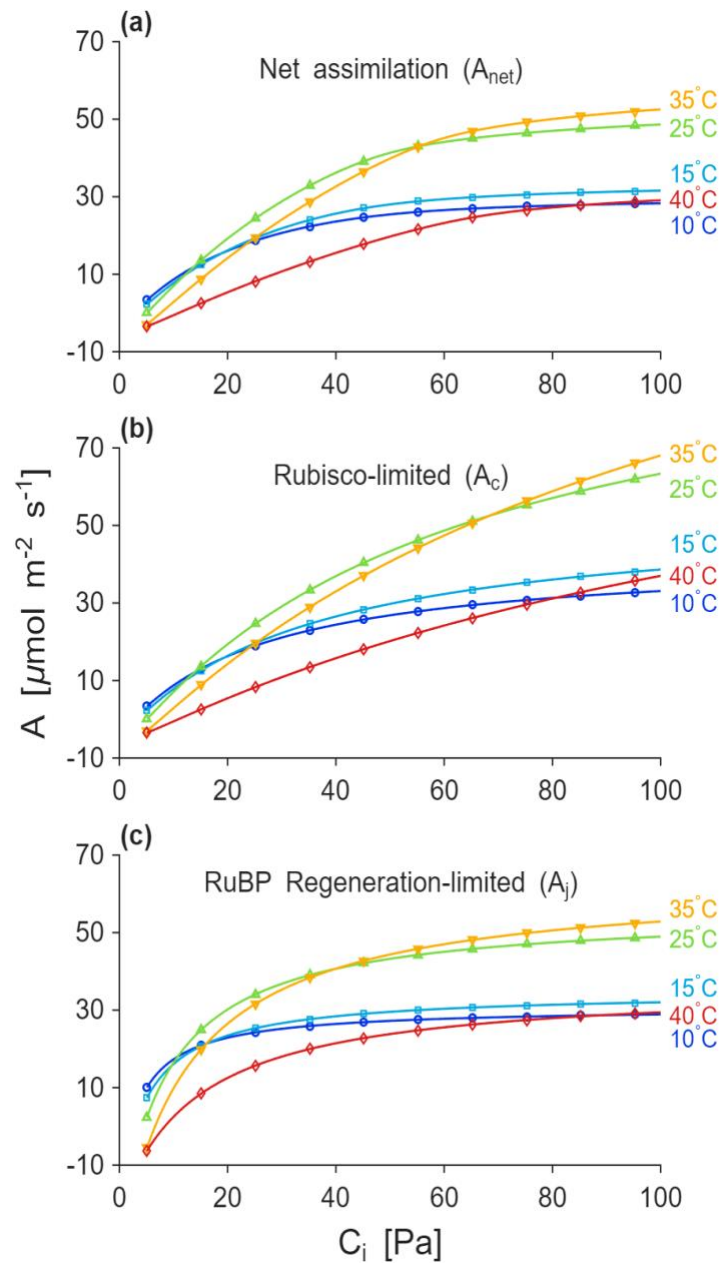 (a)
Net assimilation (Anet)
70
50
30
10
-10
0 20 40 60 80 100
35°C
25°C
15°C
40°C
10°C
(b)
Rubisco-limited (Ac)
70
50
30
10
-10
0 20 40 60 80 100
35°C
25°C
15°C
40°C
10°C
A [μmol m-2 s-1]
(c)
RuBP Regeneration-limited (Aj)
70
50
30
10
-10
0 20 40 60 80 100
35°C
25°C
15°C
40°C
10°C
Ci [Pa]